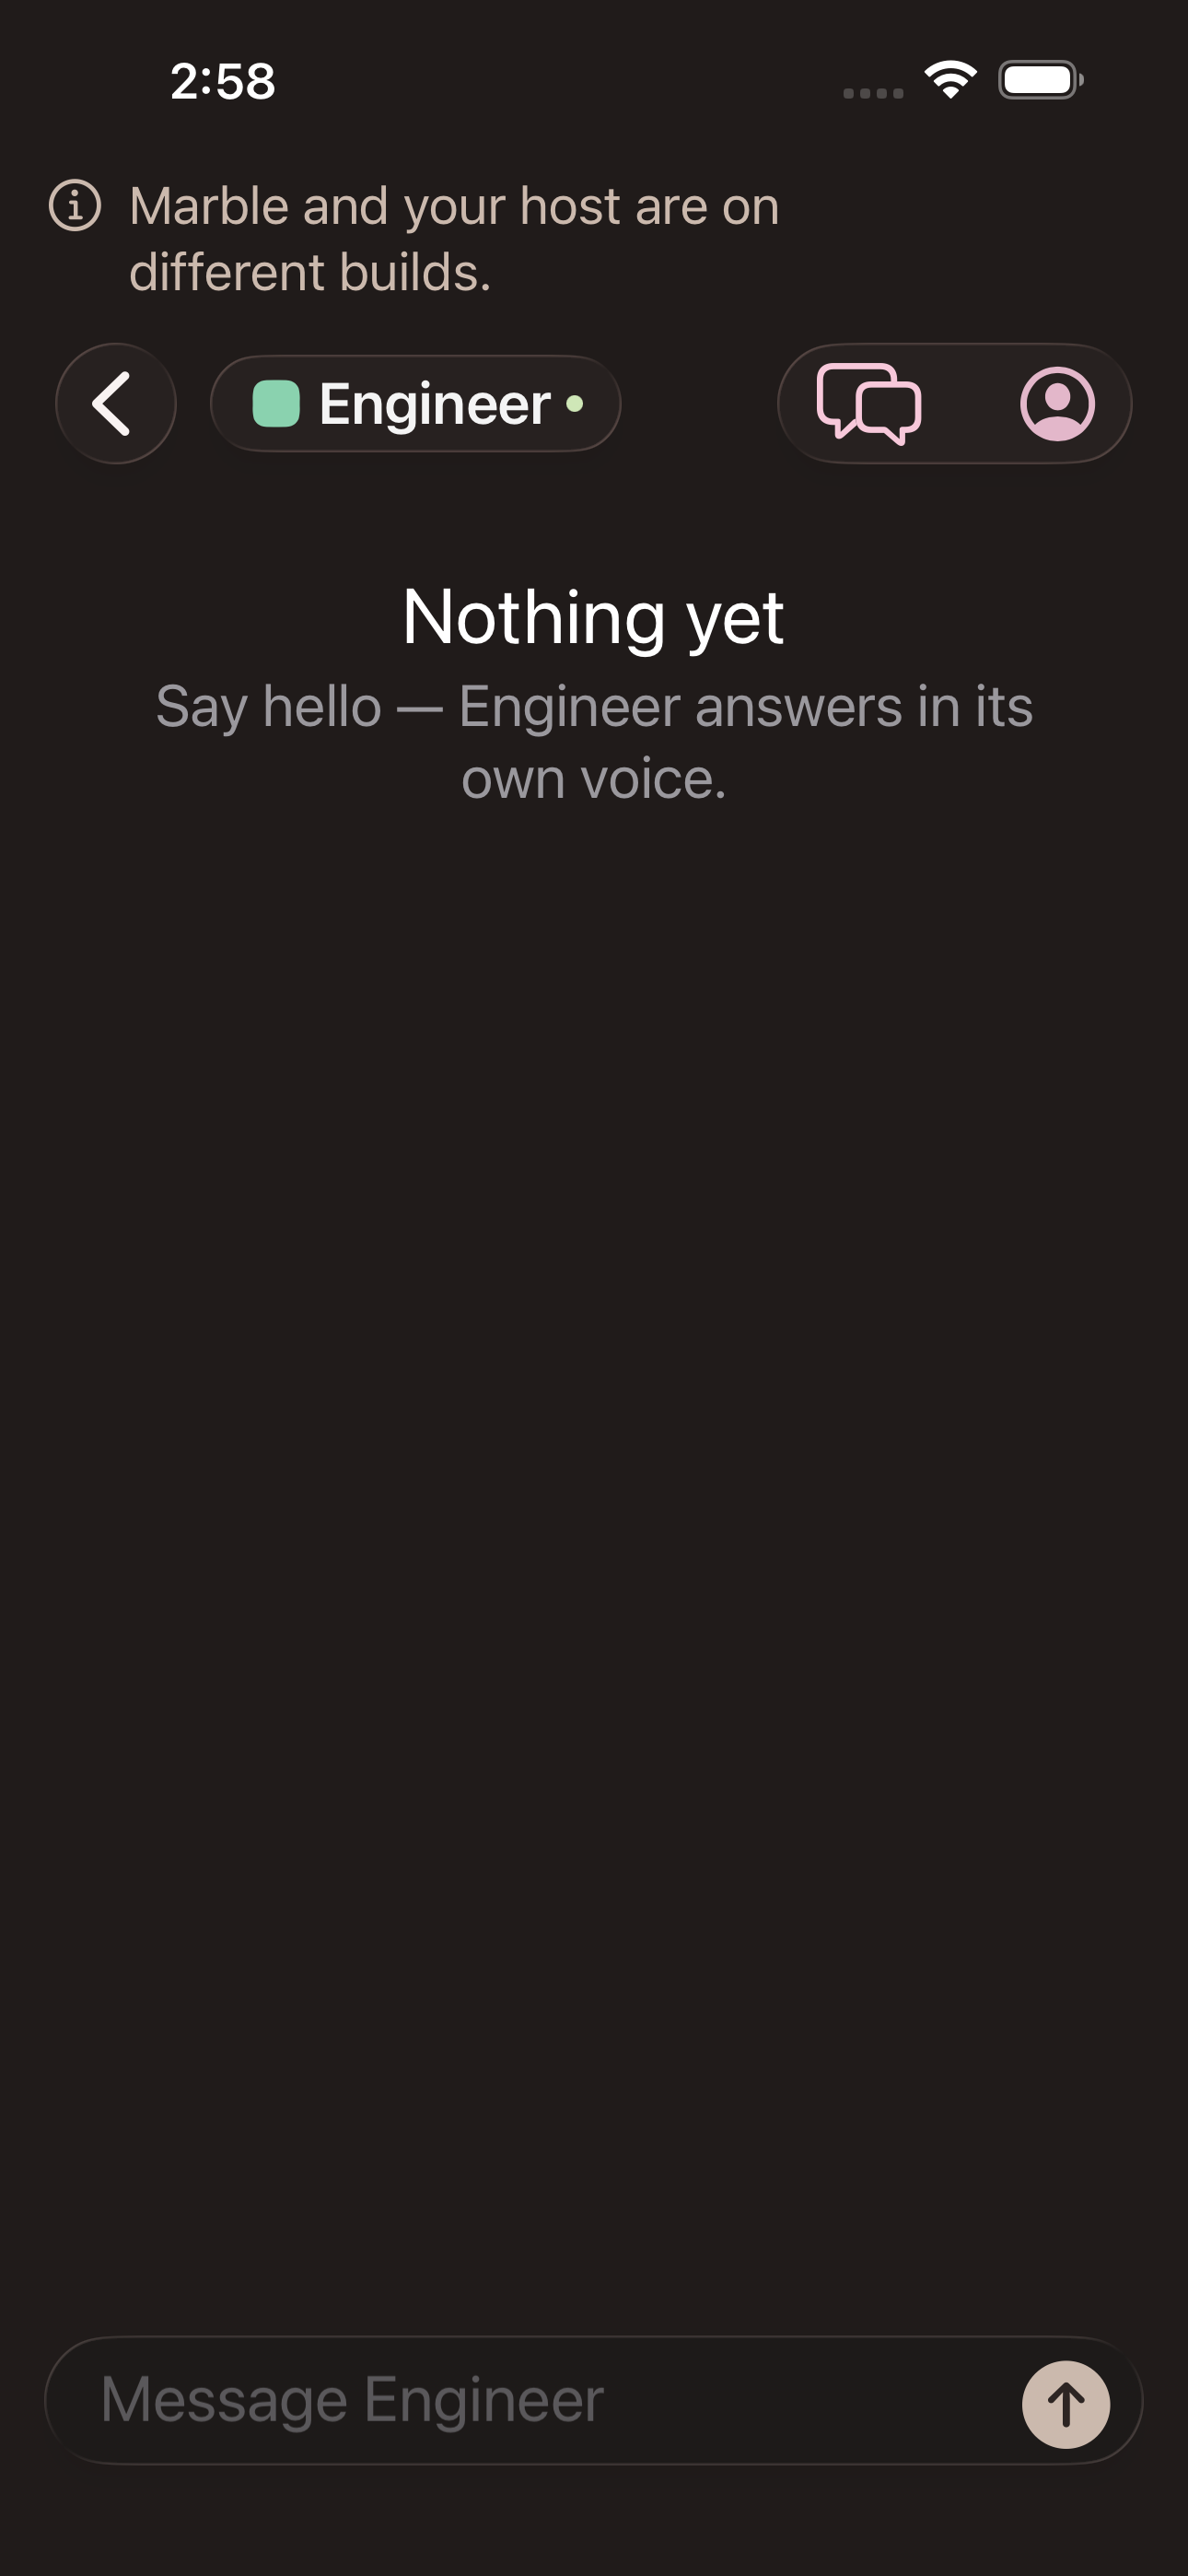 2:58
Marble and your host are on
different builds.
Engineer
Nothing yet
Say hello — Engineer answers in its
own voice.
Message Engineer